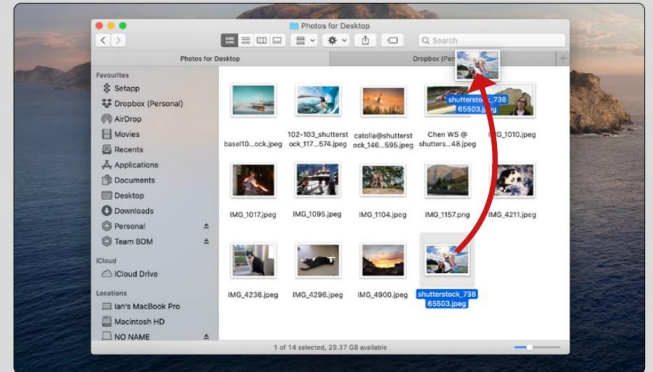 Photos for Desktop
Search
Photos for Desktop
Dropbox (Per
Favourites
Setapp
Dropbox (Personal)
AirDrop
Movies
Recents
Applications
Documents
Desktop
Downloads
Personal
Team BDM
iCloud
iCloud Drive
Locations
Ian's MacBook Pro
Macintosh HD
NO NAME
shutterstock_738
65503.jpeg
basel10...ock.jpeg
102-103_shutterst
ock_117...574.jpeg
catolla@shutterst
ock_146...595.jpeg
Chen WS @
shutters...48.jpeg
IMG_1010.jpeg
IMG_1017.jpeg
IMG_1095.jpeg
IMG_1104.jpeg
IMG_1157.png
IMG_4211.jpeg
IMG_4236.jpeg
IMG_4296.jpeg
IMG_4900.jpeg
shutterstock_738
65503.jpeg
1 of 14 selected, 29.37 GB available